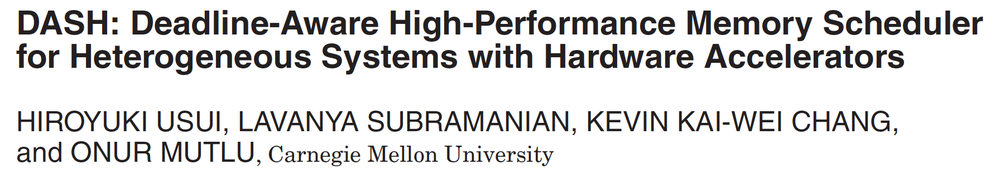 DASH: Deadline-Aware High-Performance Memory Scheduler
for Heterogeneous Systems with Hardware Accelerators
HIROYUKI USUI, LAVANYA SUBRAMANIAN, KEVIN KAI-WEI CHANG,
and ONUR MUTLU, Carnegie Mellon University